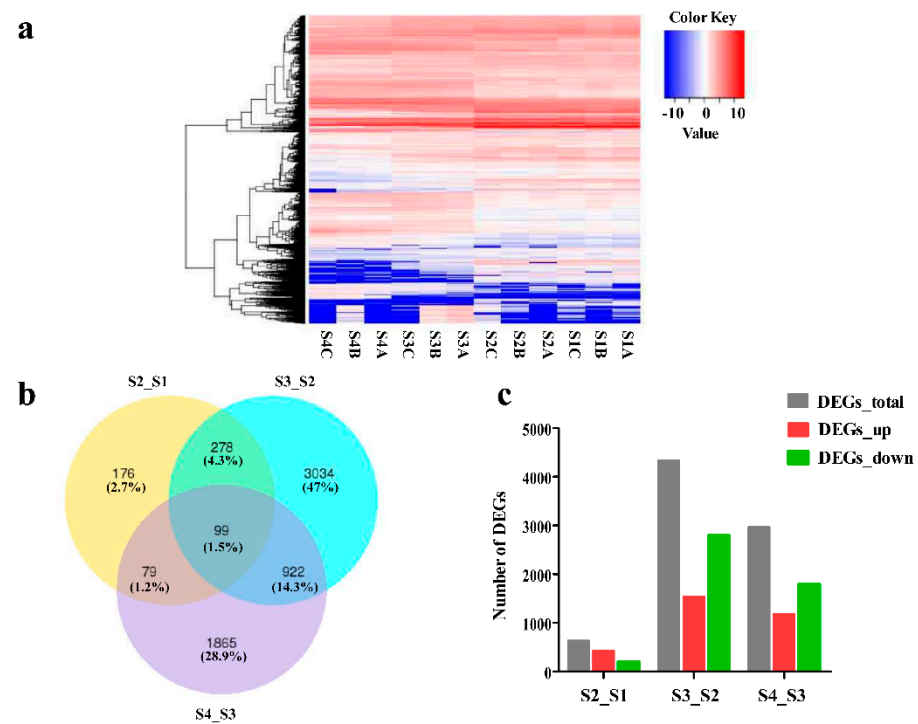 a
Color Key
-10 0 10
Value
S4C S4B S4A S3C S3B S3A S2C S2B S2A S1C S1B S1A
b
S2_S1
S3_S2
278
(4.3%)
176
(2.7%)
3034
(47%)
99
(1.5%)
79
(1.2%)
922
(14.3%)
1865
(28.9%)
S4_S3
c
DEGs_total
DEGs_up
DEGs_down
Number of DEGs
5000
4000
3000
2000
1000
0
S2_S1 S3_S2 S4_S3